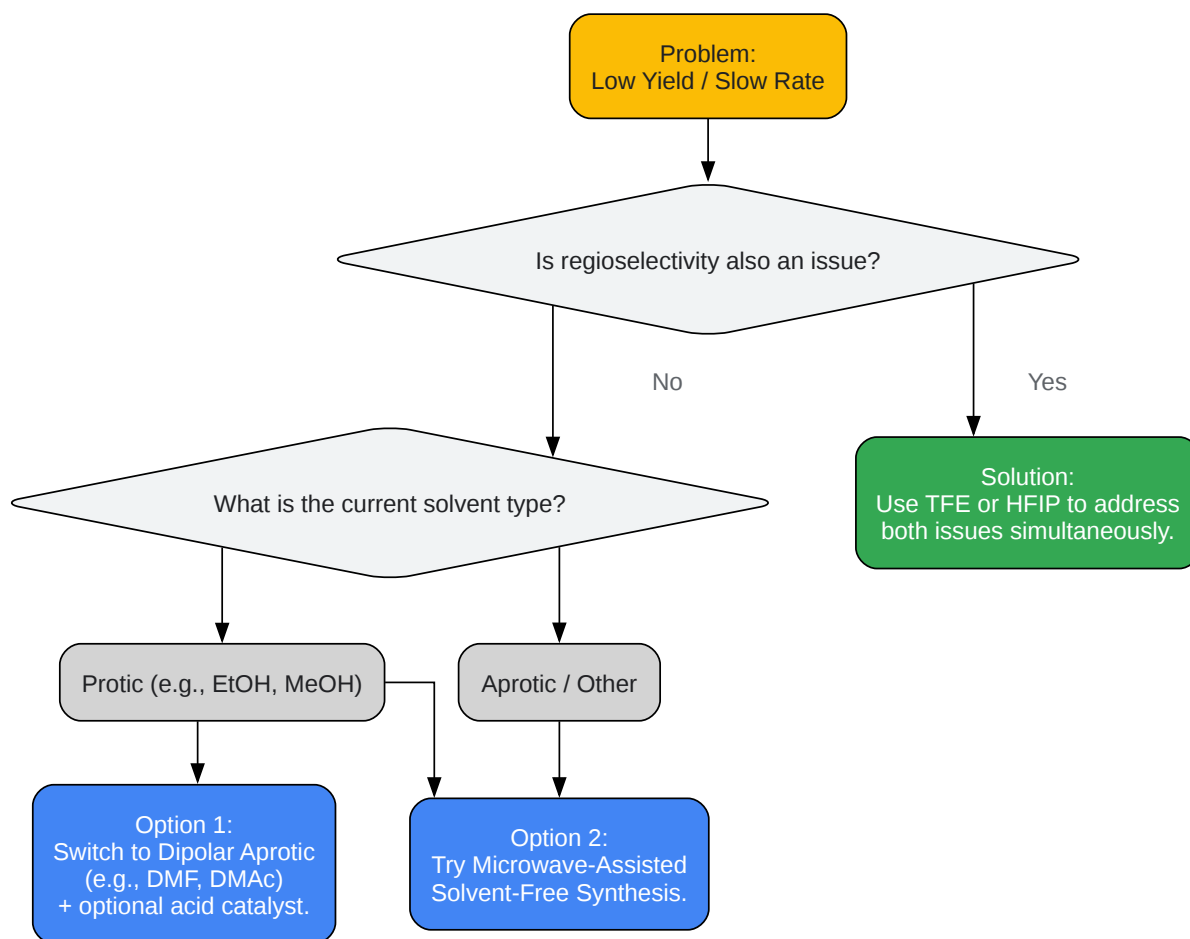 Problem:
Low Yield / Slow Rate
Is regioselectivity also an issue?
No
Yes
What is the current solvent type?
Solution:
Use TFE or HFIP to address
both issues simultaneously.
Protic (e.g., EtOH, MeOH)
Aprotic / Other
Option 1:
Switch to Dipolar Aprotic
(e.g., DMF, DMAc)
+ optional acid catalyst.
Option 2:
Try Microwave-Assisted
Solvent-Free Synthesis.